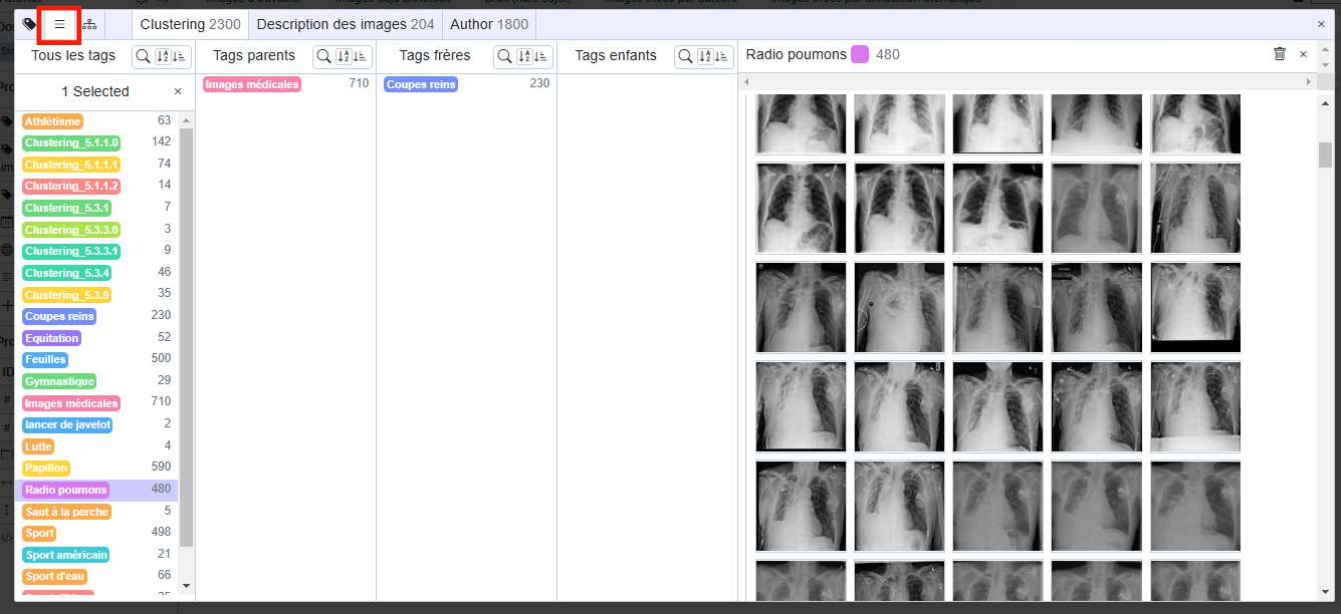 Clustering 2300 Description des images 204 Author 1800 ×
Tous les tags
Tags parents
Tags frères
Tags enfants
Radio poumons 480 ×
1 Selected ×
Athlétisme 63
Clustering_5.1.1.0 142
Clustering_5.1.1.1 74
Clustering_5.1.1.2 14
Clustering_5.3.1 7
Clustering_5.3.3.0 3
Clustering_5.3.3.1 9
Clustering_5.3.4 46
Clustering_5.3.9 35
Coupes reins 230
Equitation 52
Feuilles 500
Gymnastique 29
Images médicales 710
lancer de javelot 2
Lutte 4
Papillon 590
Radio poumons 480
Saut à la perche 5
Sport 498
Sport américain 21
Sport d'eau 66
Images médicales 710
Coupes reins 230